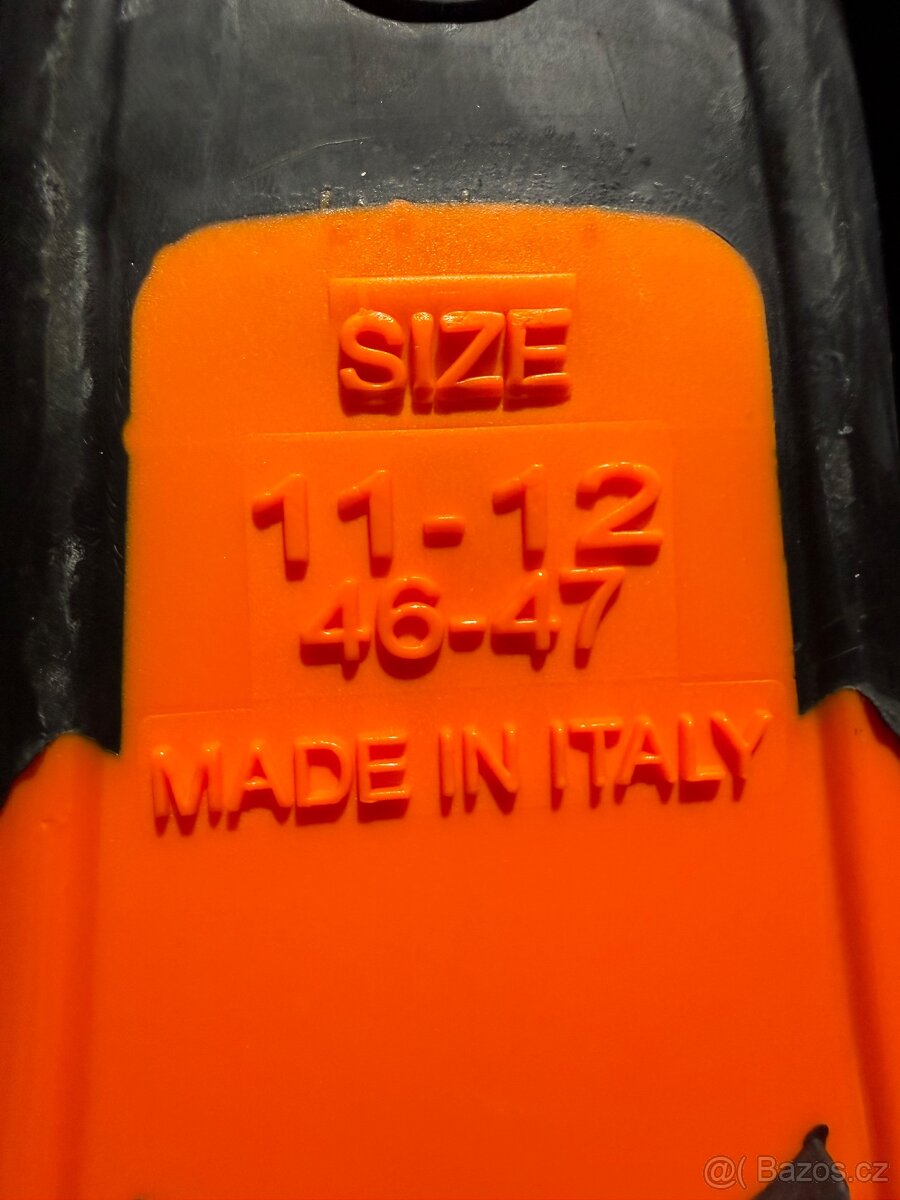 SIZE
11-12
46-47
MADE IN ITALY
@( Bazos.cz